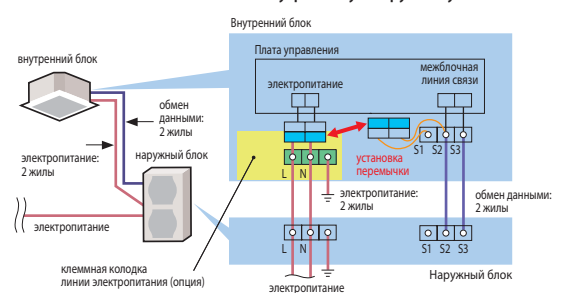 Внутренний блок
Плата управления
внутренний блок
межблочная
линия связи
электропитание
обмен
данными:
2 жилы
S1 S2 S3
наружный блок
установка
перемычки
электропитание:
2 жилы
L N
электропитание:
2 жилы
обмен данными:
2 жилы
электропитание
L N
S1 S2 S3
клеммная колодка
линии электропитания (опция)
Наружный блок
электропитание